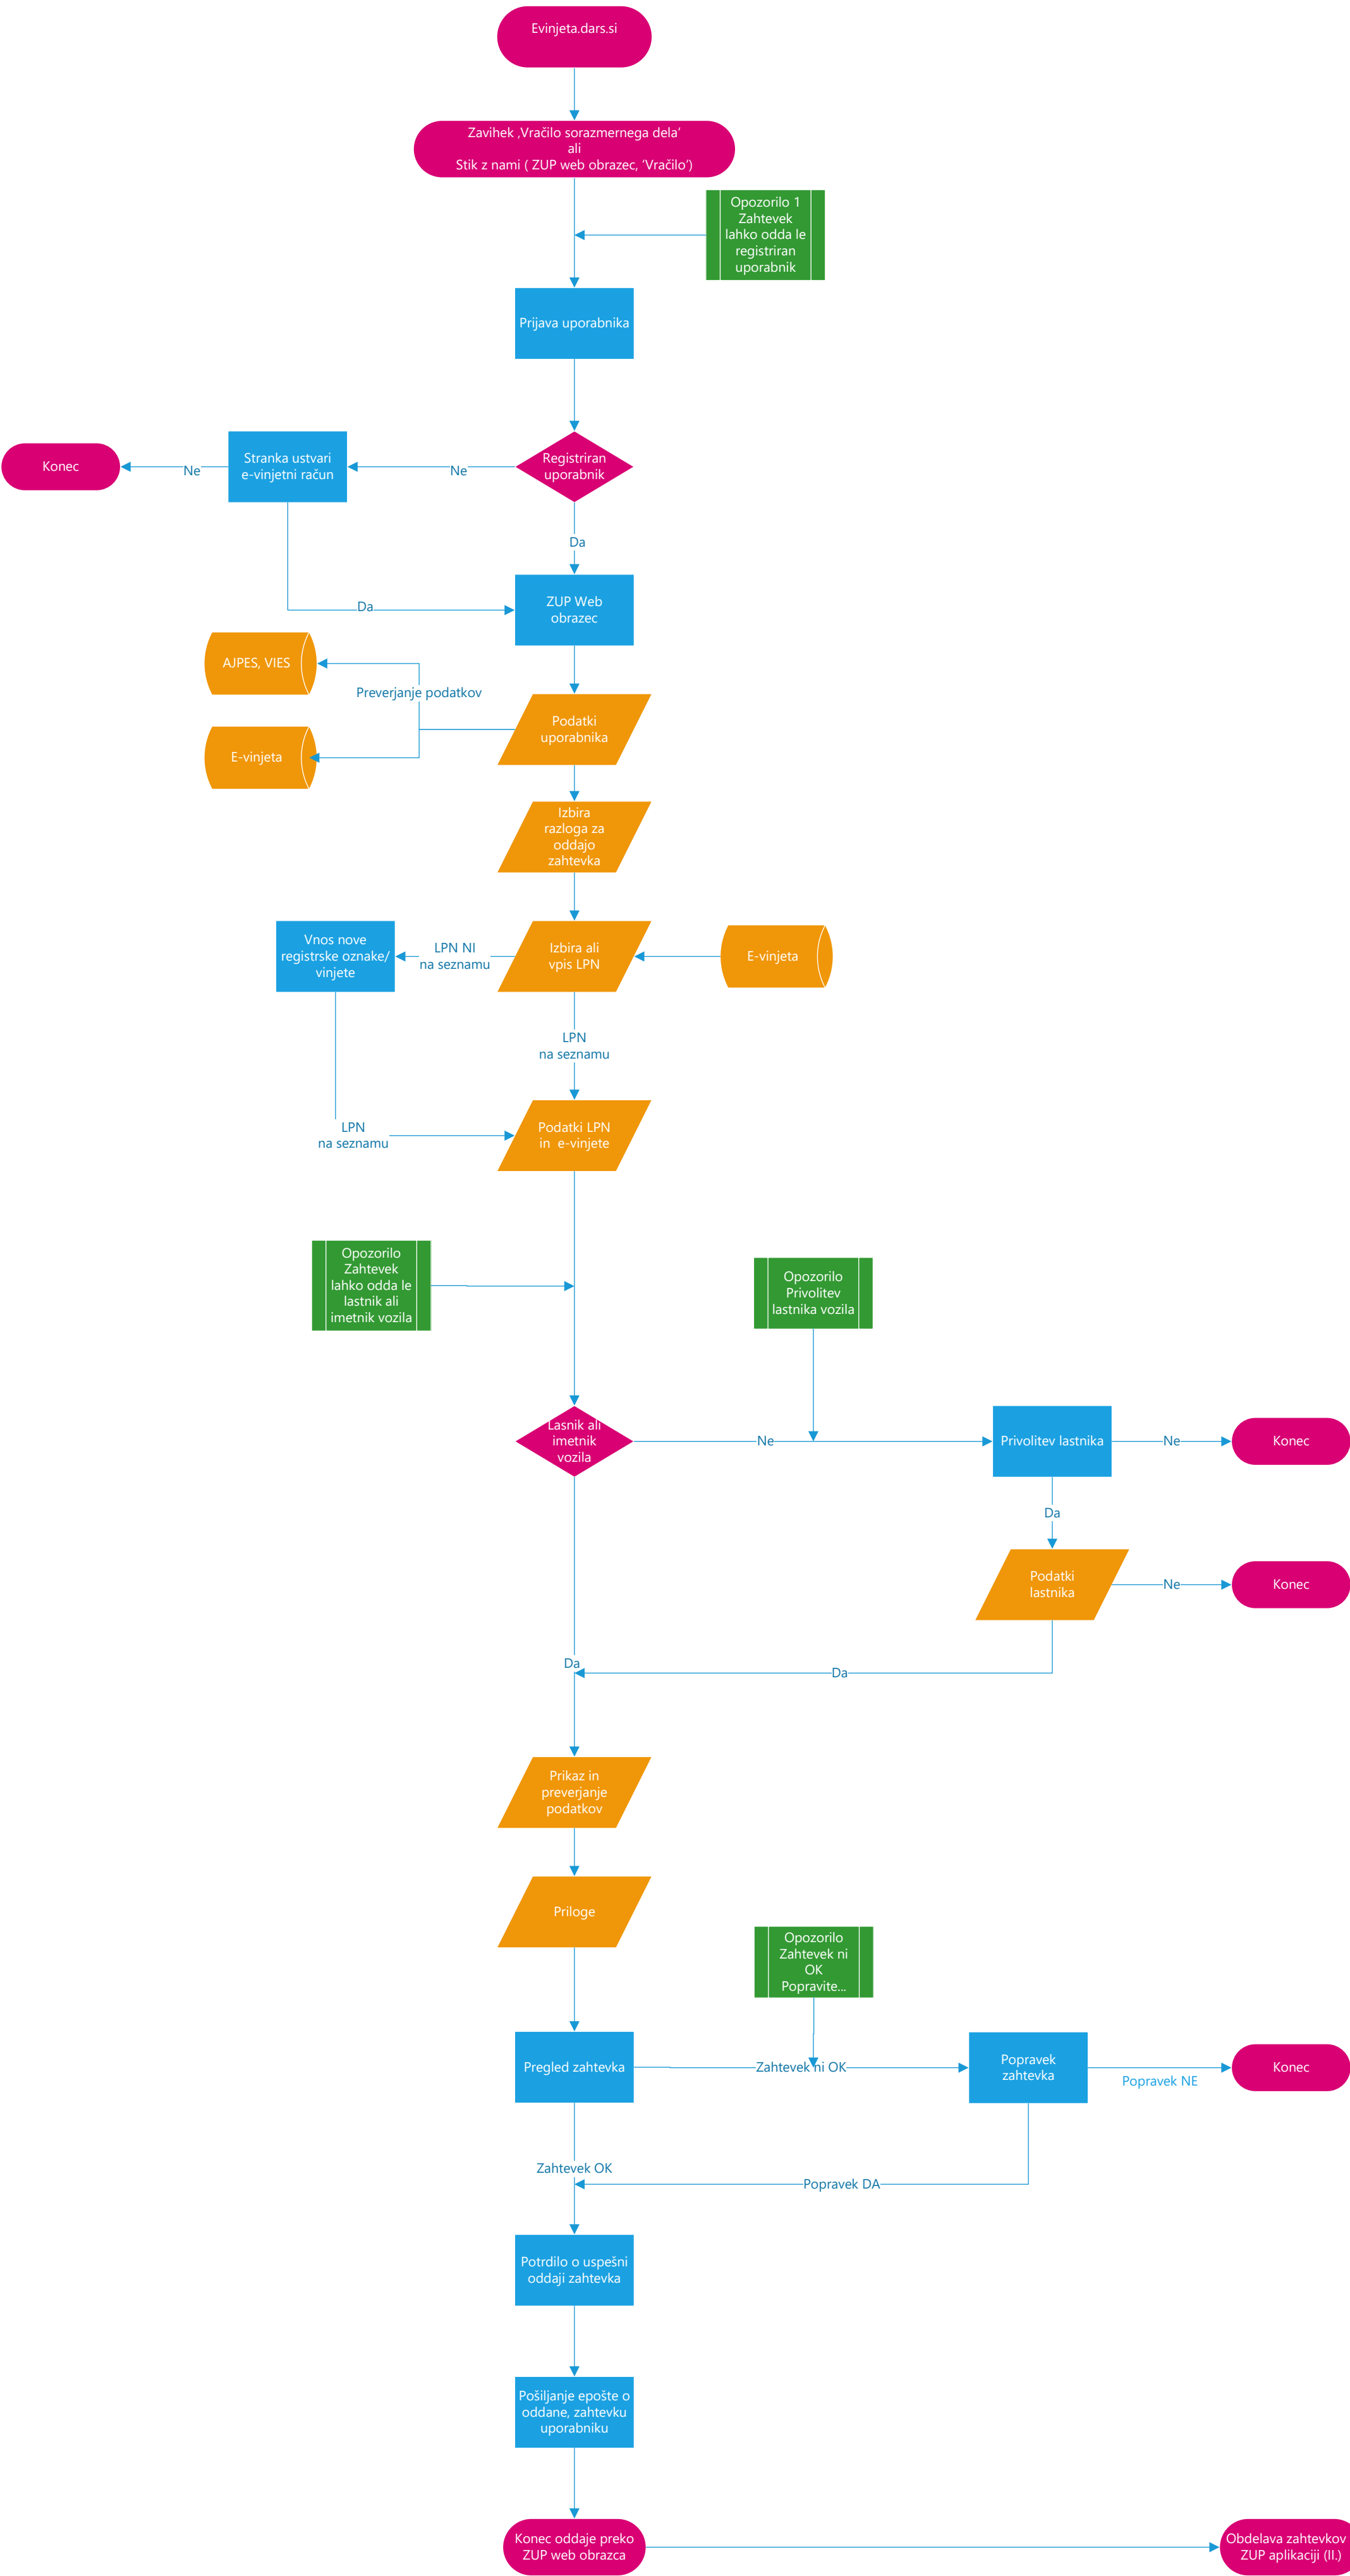 Evinjeta.dars.si
Zavihek ‚Vračilo sorazmernega dela‘
ali
Stik z nami ( ZUP web obrazec, ‘Vračilo’)
Opozorilo 1
Zahtevek
lahko odda le
registriran
uporabnik
Prijava uporabnika
Konec
Ne
Stranka ustvari
e-vinjetni račun
Ne
Registriran
uporabnik
Da
Da
ZUP Web
obrazec
AJPES, VIES
Preverjanje podatkov
E-vinjeta
Podatki
uporabnika
Izbira
razloga za
oddajo
zahtevka
Vnos nove
registrske oznake/
vinjete
LPN NI
na seznamu
Izbira ali
vpis LPN
E-vinjeta
LPN
na seznamu
LPN
na seznamu
Podatki LPN
in  e-vinjete
Opozorilo
Zahtevek
lahko odda le
lastnik ali
imetnik vozila
Opozorilo
Privolitev
lastnika vozila
Lasnik ali
imetnik
vozila
Ne
Privolitev lastnika
Ne
Konec
Da
Podatki
lastnika
Ne
Konec
Da
Da
Prikaz in
preverjanje
podatkov
Priloge
Opozorilo
Zahtevek ni
OK
Popravite...
Pregled zahtevka
Zahtevek ni OK
Popravek
zahtevka
Popravek NE
Konec
Zahtevek OK
Popravek DA
Potrdilo o uspešni
oddaji zahtevka
Pošiljanje epošte o
oddane, zahtevku
uporabniku
Konec oddaje preko
ZUP web obrazca
Obdelava zahtevkov
ZUP aplikaciji (II.)